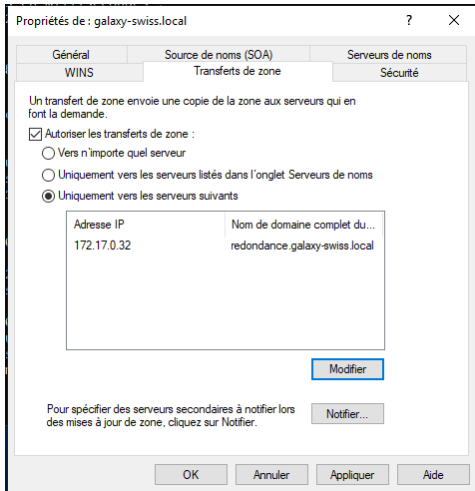 Propriétés de : galaxy-swiss.local
?
Général
Source de noms (SOA)
Serveurs de noms
WINS
Transferts de zone
Sécurité
Un transfert de zone envoie une copie de la zone aux serveurs qui en
font la demande.
Autoriser les transferts de zone :
Vers n'importe quel serveur
Uniquement vers les serveurs listés dans l'onglet Serveurs de noms
Uniquement vers les serveurs suivants
Adresse IP
Nom de domaine complet du...
172.17.0.32
redondance.galaxy-swiss.local
Modifier
Pour spécifier des serveurs secondaires à notifier lors
des mises à jour de zone, cliquez sur Notifier.
Notifier...
OK
Annuler
Appliquer
Aide